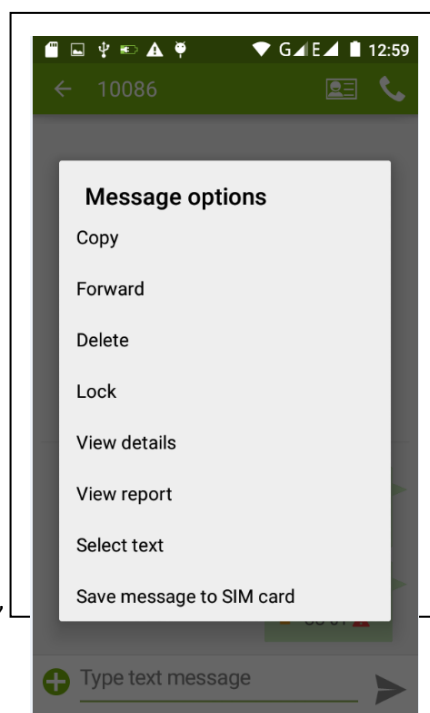 G E 12:59
10086
Message options
Copy
Forward
Delete
Lock
View details
View report
Select text
Save message to SIM card
Type text message